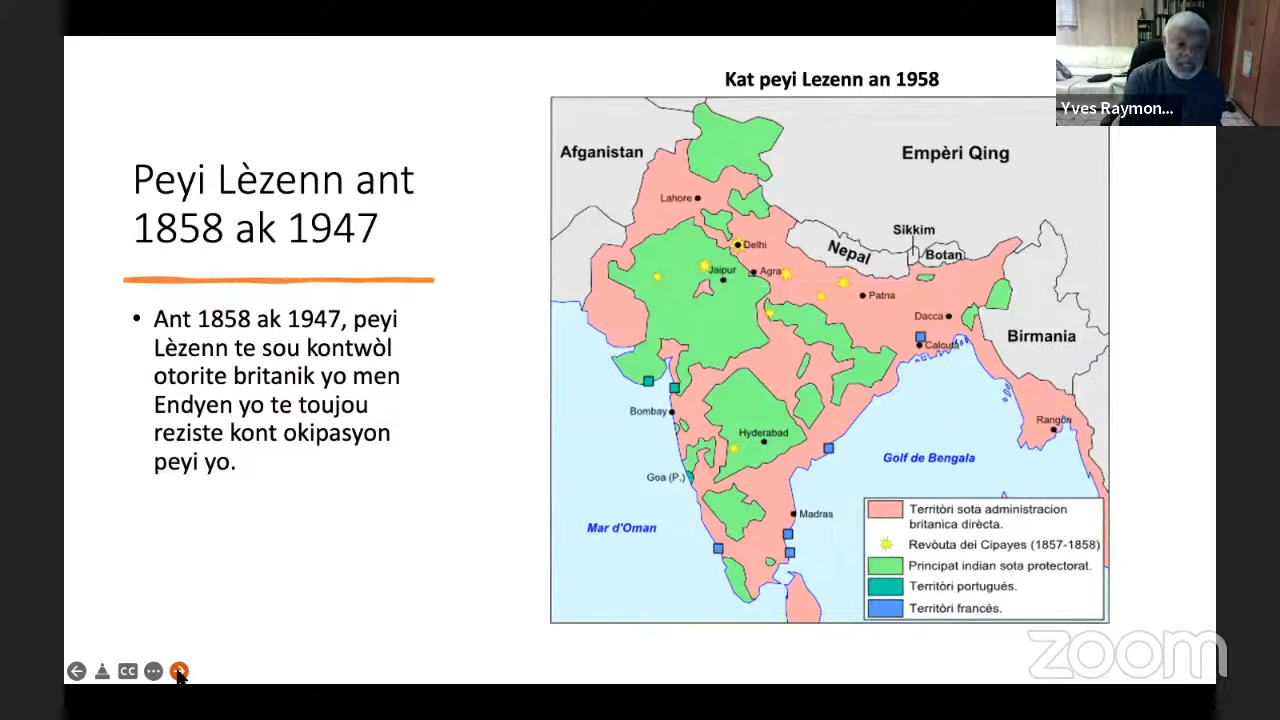 Kat peyi Lezenn an 1958
Yves Raymon...
Peyi Lèzenn ant
1858 ak 1947
• Ant 1858 ak 1947, peyi
Lèzenn te sou kontwòl
otorite britanik yo men
Endyen yo te toujou
reziste kont okipasyon
peyi yo.
Afganistan
Empèri Qing
Lahore
Sikkim
Nepal
Botan
Delhi
Jaipur
Agra
Patna
Dacca
Calcuta
Birmania
Bombay
Hyderabad
Rangon
Golf de Bengala
Goa (P.)
Madras
Mar d'Oman
Territòri sota administracion
britanica dirècta.
Revòuta dei Cipayes (1857-1858)
Principat indian sota protectorat.
Territòri portugués.
Territòri francés.
CC
zoom